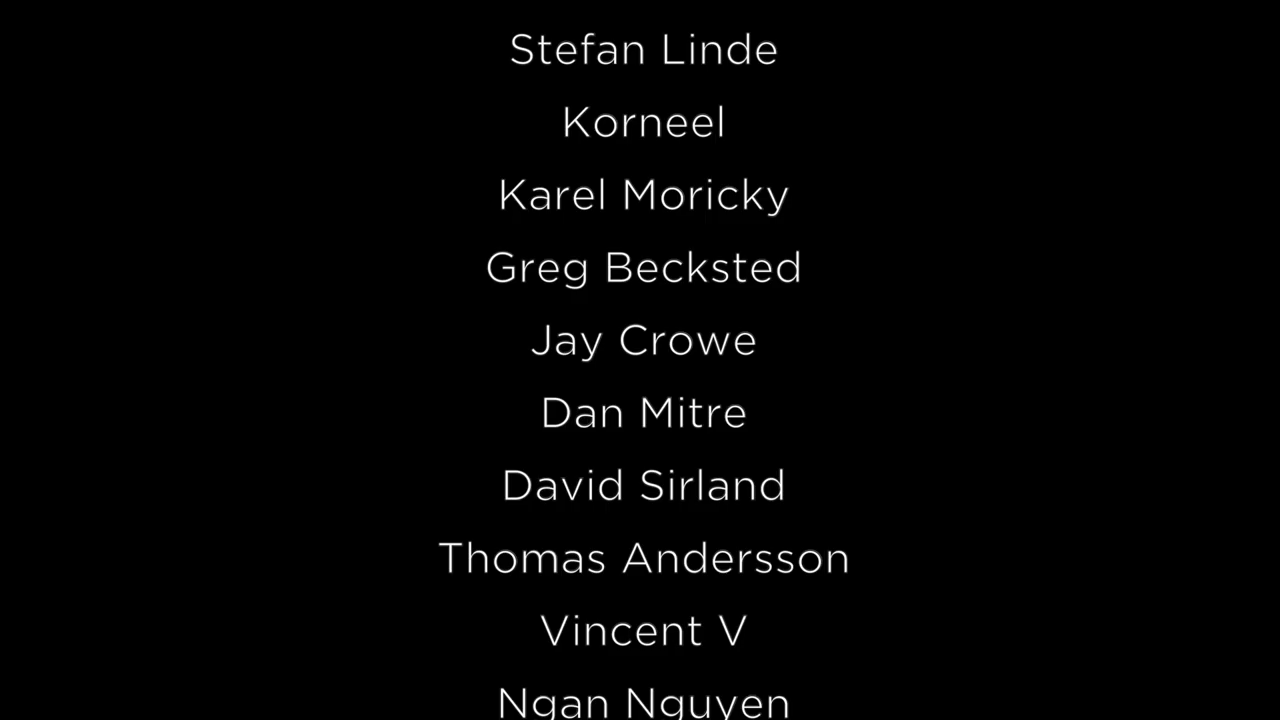 Stefan Linde
Korneel
Karel Moricky
Greg Becksted
Jay Crowe
Dan Mitre
David Sirland
Thomas Andersson
Vincent V
Ngan Nguyen